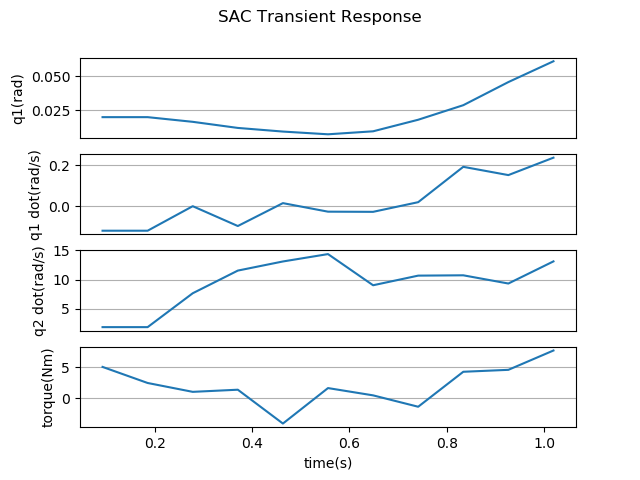 SAC Transient Response
q1(rad)
0.050
0.025
q1 dot(rad/s)
0.2
0.0
q2 dot(rad/s)
15
10
5
torque(Nm)
5
0
0.2 0.4 0.6 0.8 1.0
time(s)